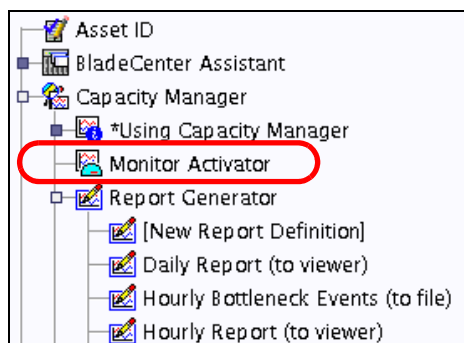 Asset ID
BladeCenter Assistant
Capacity Manager
*Using Capacity Manager
Monitor Activator
Report Generator
[New Report Definition]
Daily Report (to viewer)
Hourly Bottleneck Events (to file)
Hourly Report (to viewer)